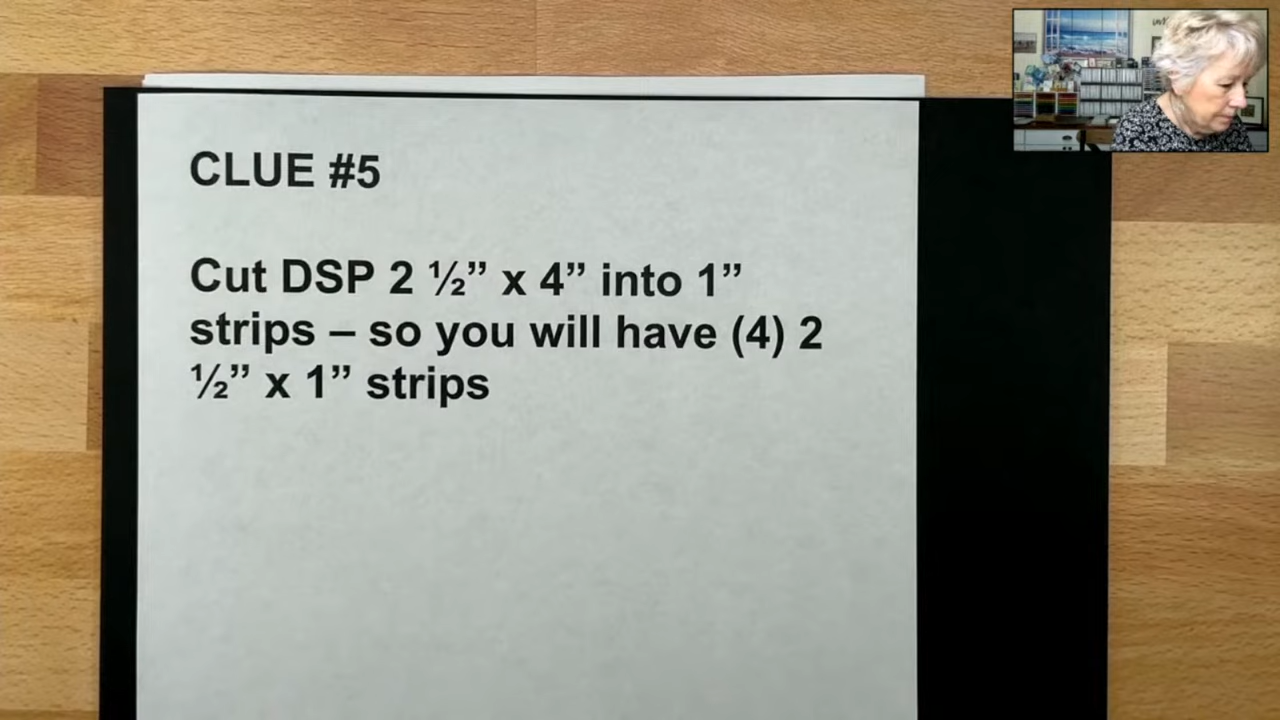 CLUE #5
Cut DSP 2 ½” x 4” into 1”
strips – so you will have (4) 2
½” x 1” strips